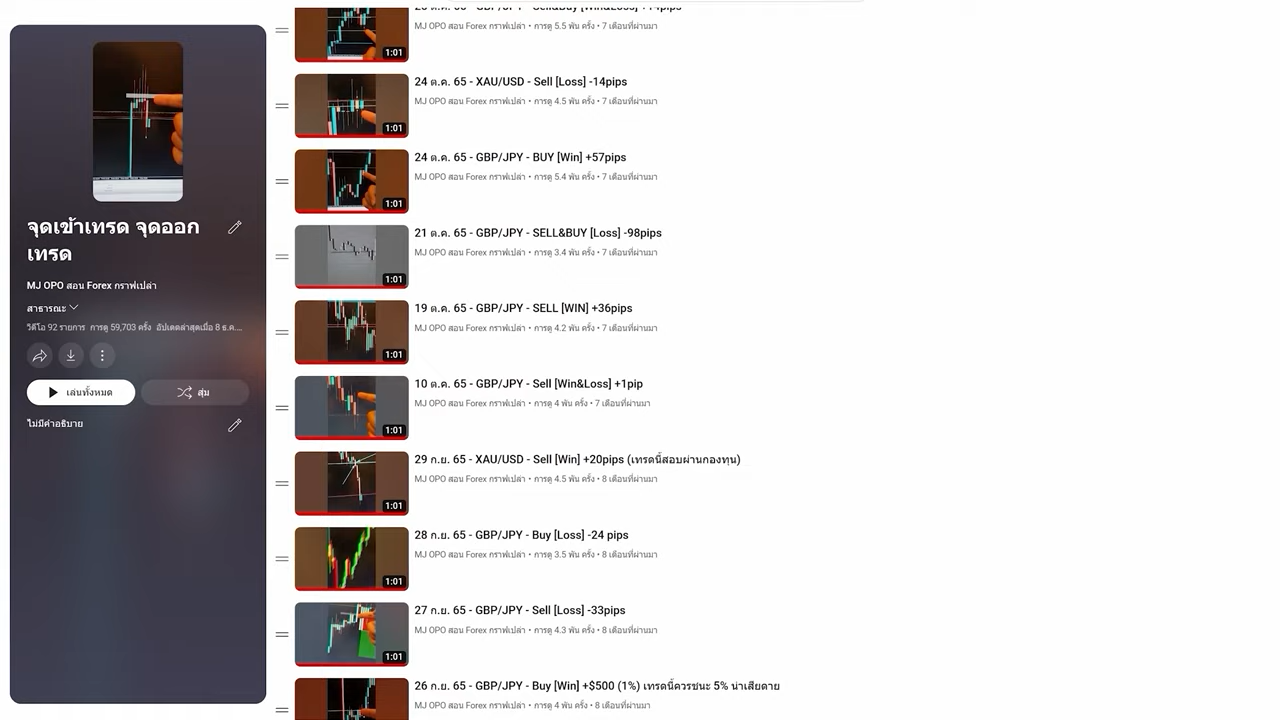 จุดเข้าเทรด จุดออก
เทรด
MJ OPO สอน Forex กราฟเปล่า
สาธารณะ
วิดีโอ 92 รายการ การดู 59,703 ครั้ง อัปเดตล่าสุดเมื่อ 8 ธ.ค....
เล่นทั้งหมด
สุ่ม
ไม่มีคำอธิบาย
MJ OPO สอน Forex กราฟเปล่า • การดู 5.5 พัน ครั้ง • 7 เดือนที่ผ่านมา
1:01
24 ต.ค. 65 - XAU/USD - Sell [Loss] -14pips
MJ OPO สอน Forex กราฟเปล่า • การดู 4.5 พัน ครั้ง • 7 เดือนที่ผ่านมา
1:01
24 ต.ค. 65 - GBP/JPY - BUY [Win] +57pips
MJ OPO สอน Forex กราฟเปล่า • การดู 5.4 พัน ครั้ง • 7 เดือนที่ผ่านมา
1:01
21 ต.ค. 65 - GBP/JPY - SELL&BUY [Loss] -98pips
MJ OPO สอน Forex กราฟเปล่า • การดู 3.4 พัน ครั้ง • 7 เดือนที่ผ่านมา
1:01
19 ต.ค. 65 - GBP/JPY - SELL [WIN] +36pips
MJ OPO สอน Forex กราฟเปล่า • การดู 4.2 พัน ครั้ง • 7 เดือนที่ผ่านมา
1:01
10 ต.ค. 65 - GBP/JPY - Sell [Win&Loss] +1pip
MJ OPO สอน Forex กราฟเปล่า • การดู 4 พัน ครั้ง • 7 เดือนที่ผ่านมา
1:01
29 ก.ย. 65 - XAU/USD - Sell [Win] +20pips (เทรดนี้สอบผ่านกองทุน)
MJ OPO สอน Forex กราฟเปล่า • การดู 4.5 พัน ครั้ง • 8 เดือนที่ผ่านมา
1:01
28 ก.ย. 65 - GBP/JPY - Buy [Loss] -24 pips
MJ OPO สอน Forex กราฟเปล่า • การดู 3.5 พัน ครั้ง • 8 เดือนที่ผ่านมา
1:01
27 ก.ย. 65 - GBP/JPY - Sell [Loss] -33pips
MJ OPO สอน Forex กราฟเปล่า • การดู 4.3 พัน ครั้ง • 8 เดือนที่ผ่านมา
1:01
26 ก.ย. 65 - GBP/JPY - Buy [Win] +$500 (1%) เทรดนี้ควรชนะ 5% น่าเสียดาย
MJ OPO สอน Forex กราฟเปล่า • การดู 4 พัน ครั้ง • 8 เดือนที่ผ่านมา